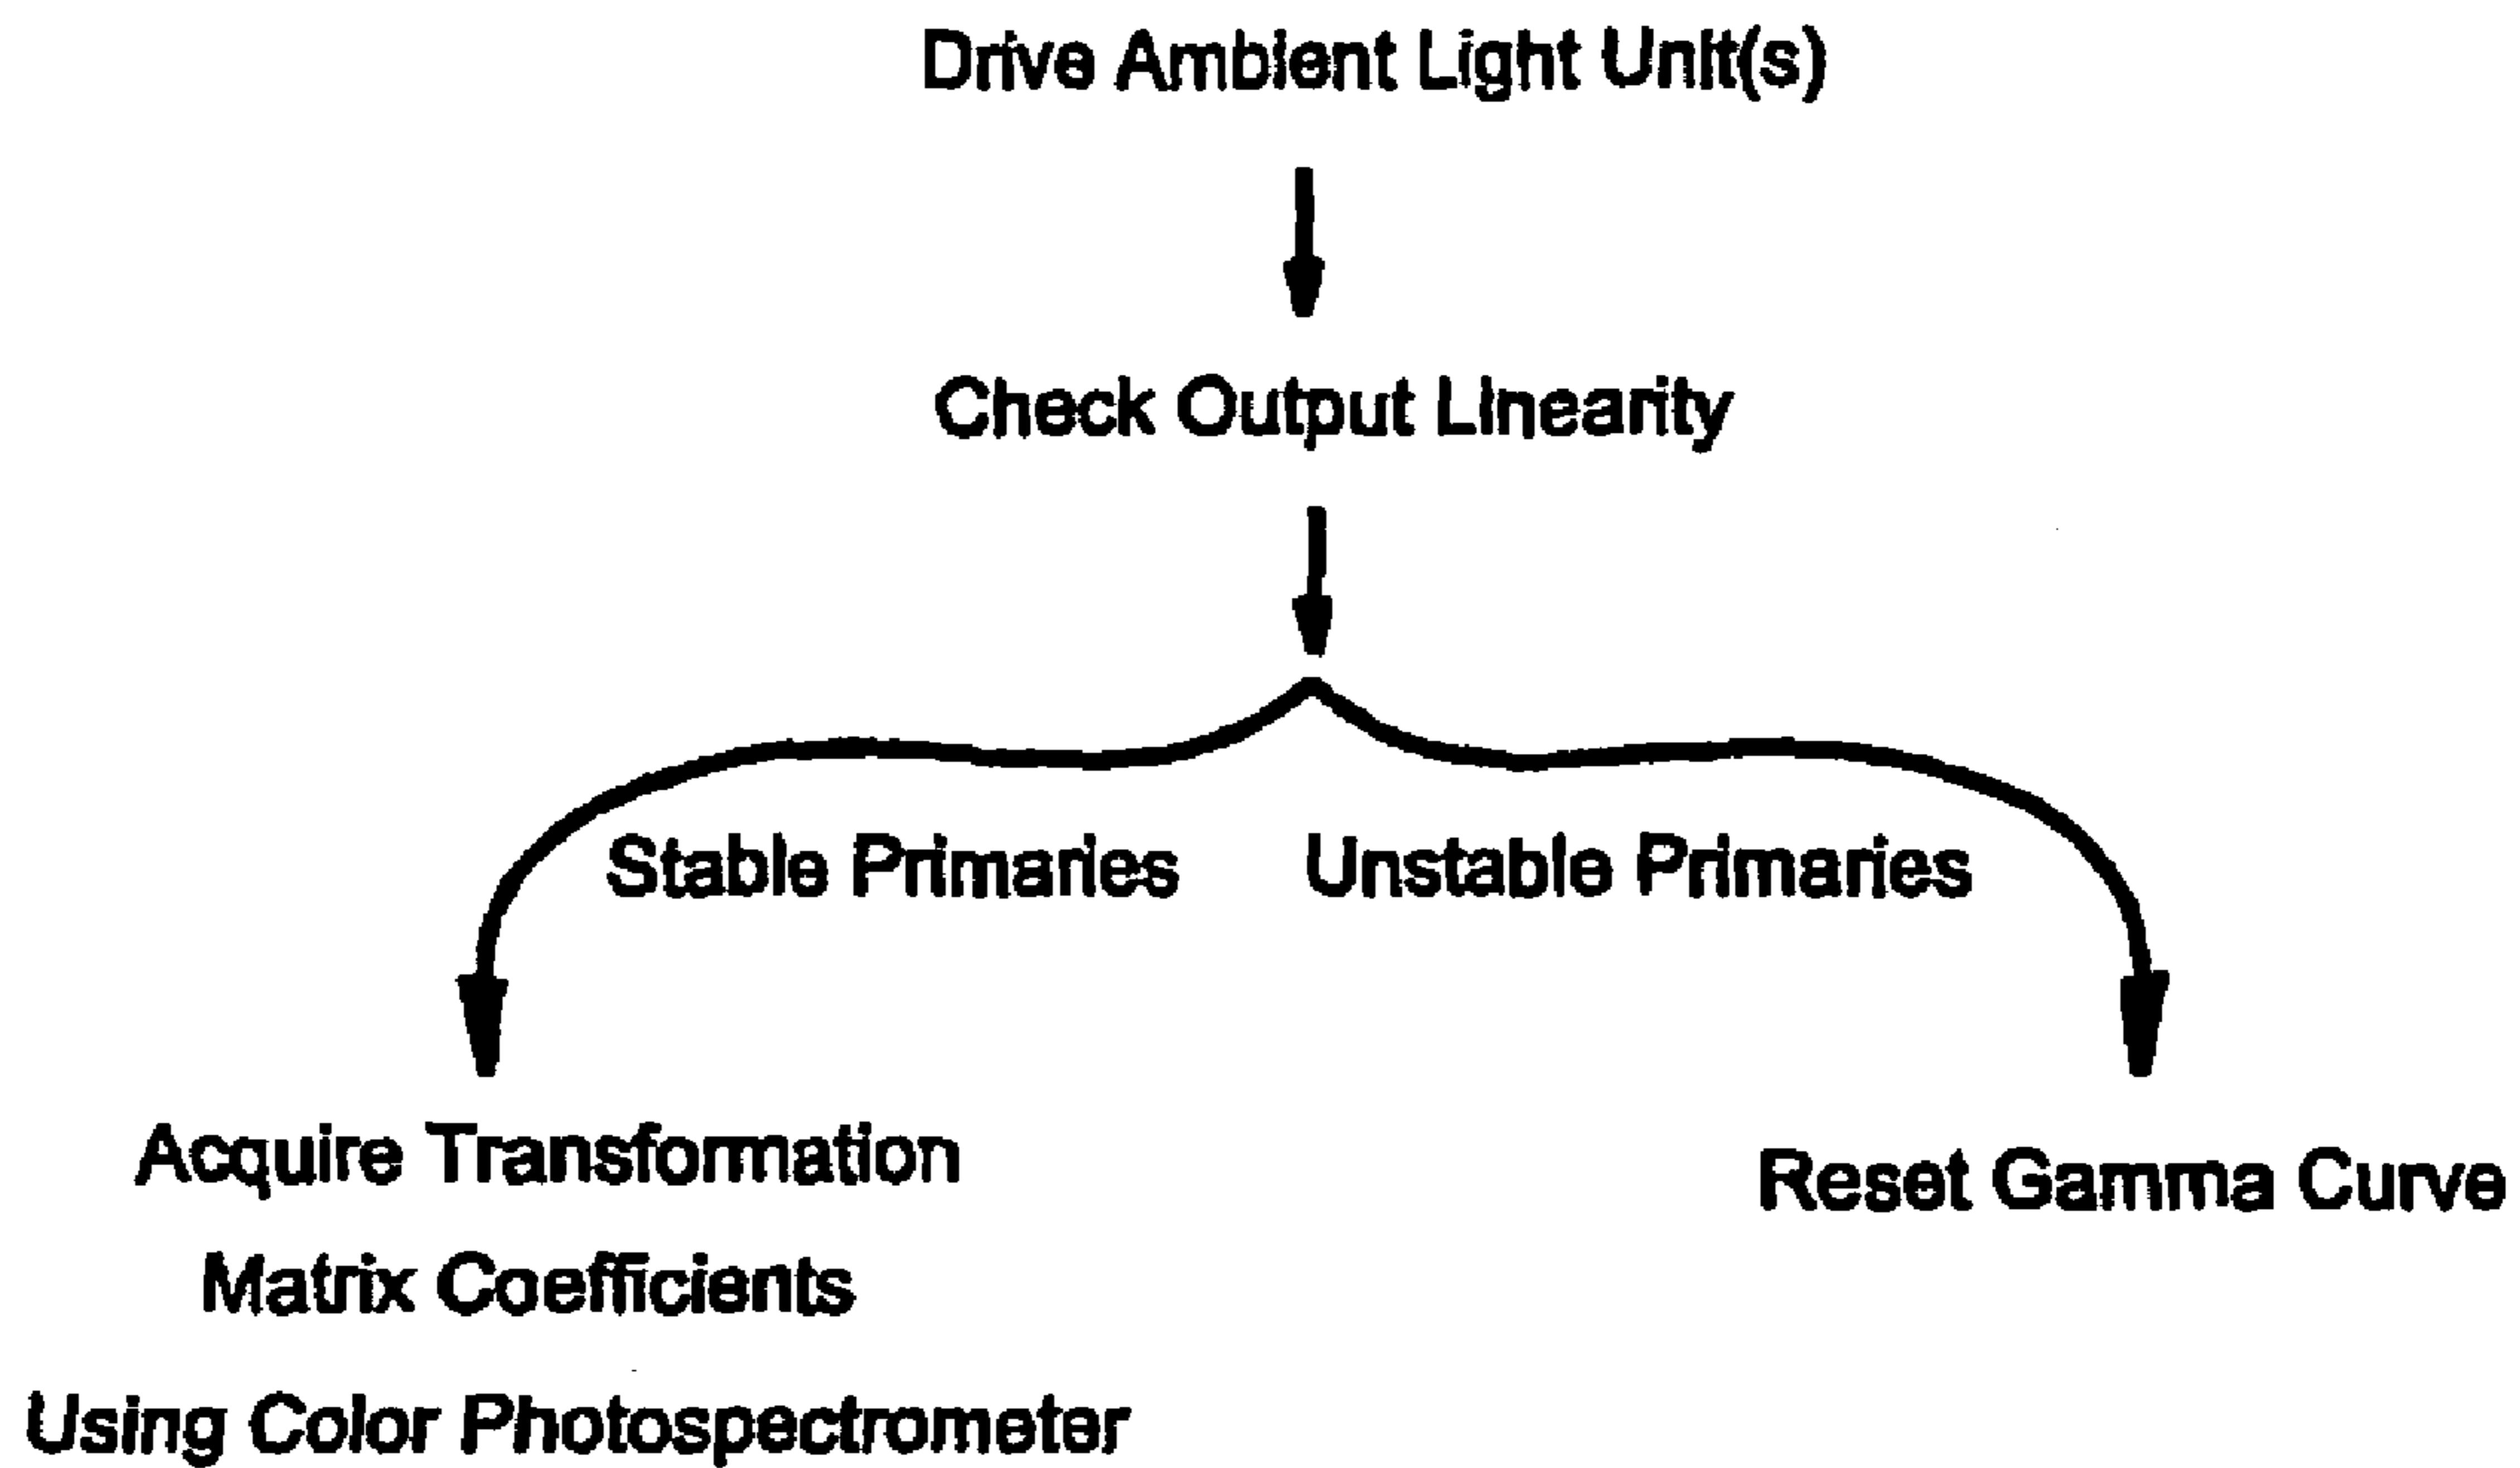 Drive Ambient Light Unit(s)
Check Output Linearity
Stable Primaries
Unstable Primaries
Acquire Transformation
Matrix Coefficients
Using Color Photospectrometer
Reset Gamma Curve